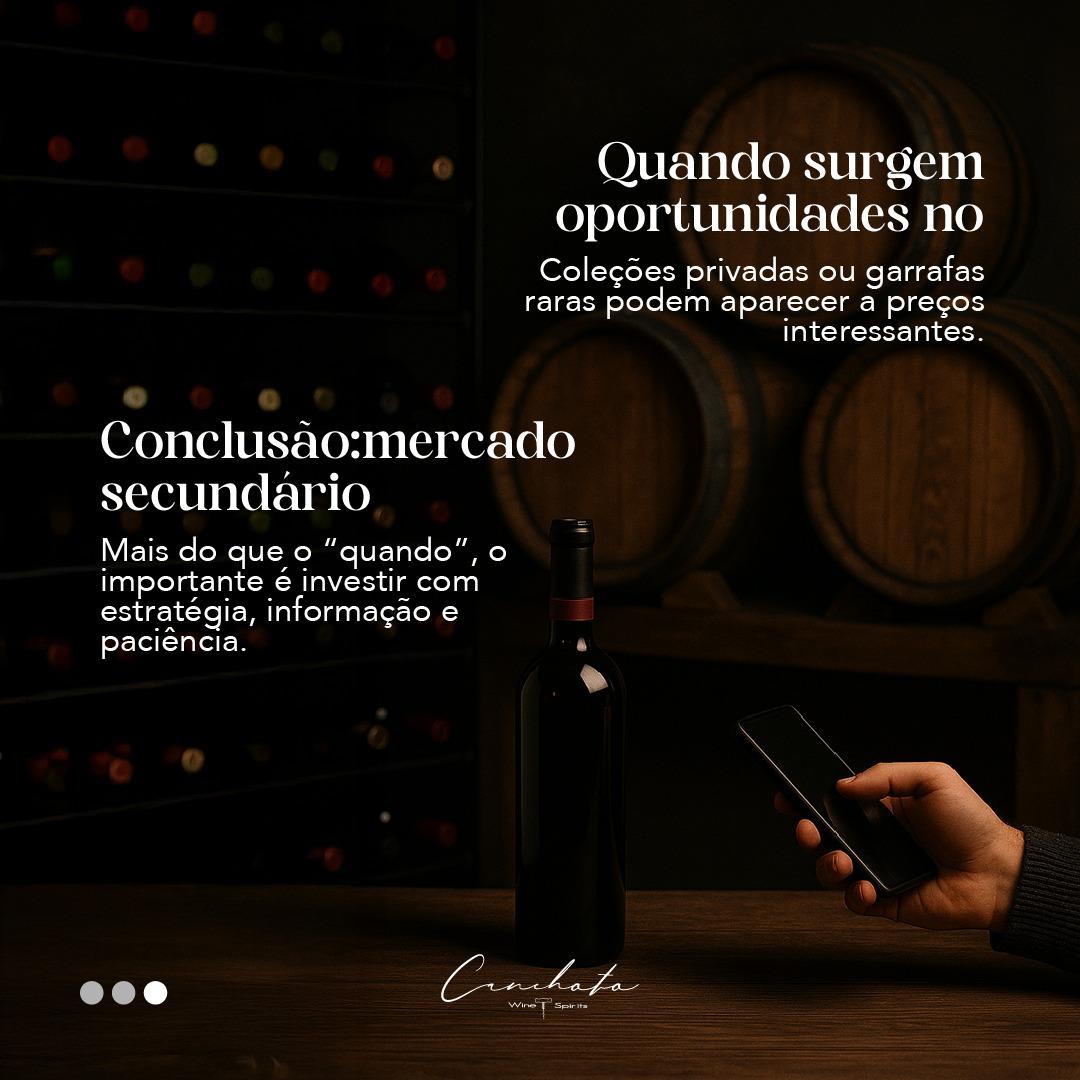 Quando surgem
oportunidades no
Coleções privadas ou garrafas
raras podem aparecer a preços
interessantes.
Conclusão:mercado
secundário
Mais do que o “quando”, o
importante é investir com
estratégia, informação e
paciência.
Canchota
Wine Spirits